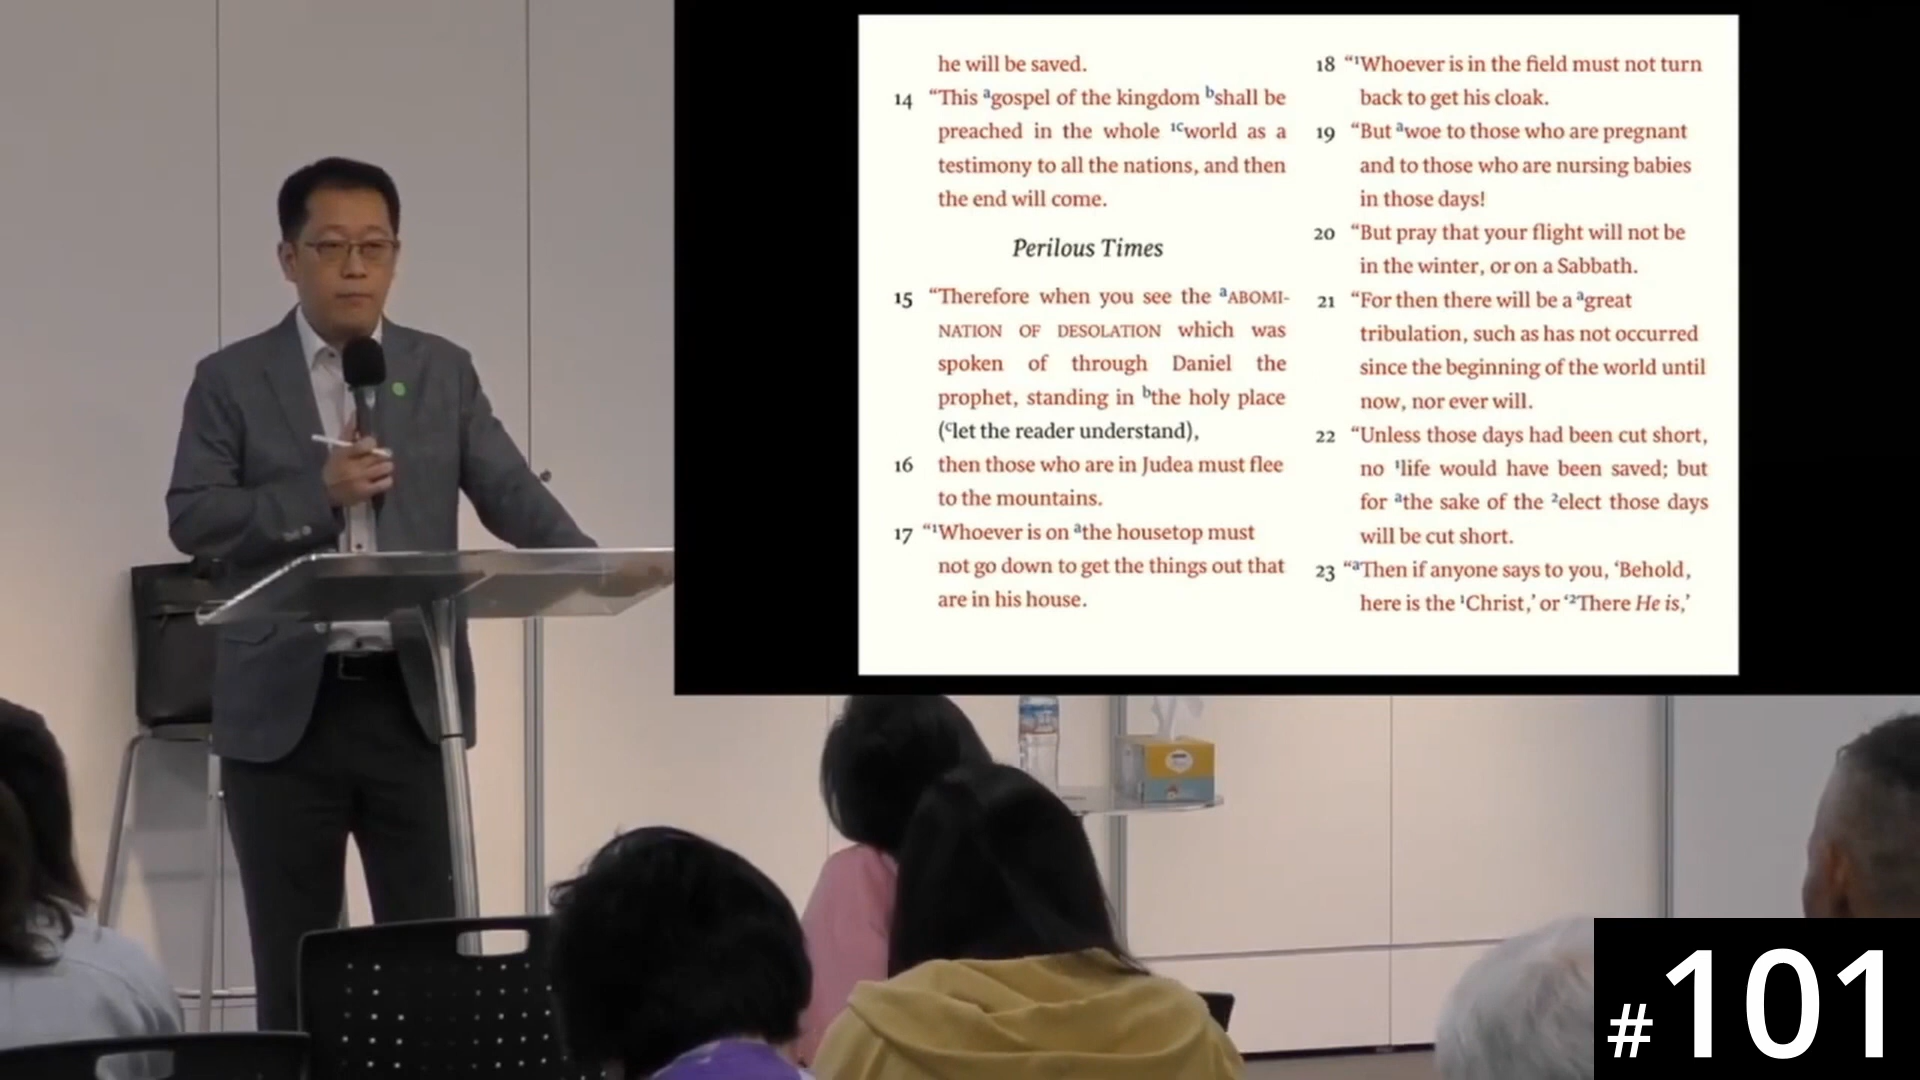 he will be saved.
14 “This ᵃgospel of the kingdom ᵇshall be
preached in the whole ¹ᶜworld as a
testimony to all the nations, and then
the end will come.
Perilous Times
15 “Therefore when you see the ᵃABOMI-
NATION OF DESOLATION which was
spoken of through Daniel the
prophet, standing in ᵇthe holy place
(ᶜlet the reader understand),
16 then those who are in Judea must flee
to the mountains.
17 “¹Whoever is on ᵃthe housetop must
not go down to get the things out that
are in his house.
18 “¹Whoever is in the field must not turn
back to get his cloak.
19 “But ᵃwoe to those who are pregnant
and to those who are nursing babies
in those days!
20 “But pray that your flight will not be
in the winter, or on a Sabbath.
21 “For then there will be a ᵃgreat
tribulation, such as has not occurred
since the beginning of the world until
now, nor ever will.
22 “Unless those days had been cut short,
no ¹life would have been saved; but
for ᵃthe sake of the ²elect those days
will be cut short.
23 “ᵃThen if anyone says to you, ‘Behold,
here is the ¹Christ,’ or ‘²There He is,’
#101